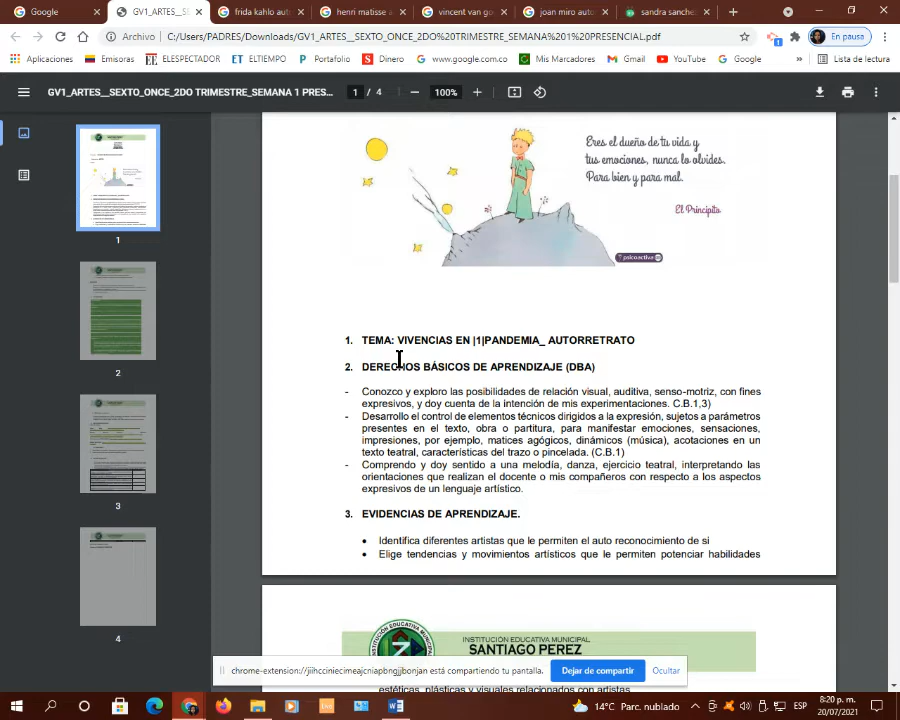 Google
GV1_ARTES__S
frida kahlo aut
henri matisse a
vincent van go
joan miro auto
sandra sanche
Archivo | C:/Users/PADRES/Downloads/GV1_ARTES__SEXTO_ONCE_2DO%20TRIMESTRE_SEMANA%201%20PRESENCIAL.pdf
En pausa
Aplicaciones
Emisoras
EE ELESPECTADOR
ET ELTIEMPO
P Portafolio
S Dinero
www.google.com.co
Mis Marcadores
Gmail
YouTube
Google
»
Lista de lectura
GV1_ARTES__SEXTO_ONCE_2DO TRIMESTRE_SEMANA 1 PRES...
1 / 4
100%
Eres el dueño de tu vida y
tus emociones, nunca lo olvides.
Para bien y para mal.
El Principito
psicoactiva
1. TEMA: VIVENCIAS EN |1|PANDEMIA_ AUTORRETRATO
2. DERECHOS BÁSICOS DE APRENDIZAJE (DBA)
- Conozco y exploro las posibilidades de relación visual, auditiva, senso-motriz, con fines
expresivos, y doy cuenta de la intención de mis experimentaciones. C.B.1,3)
- Desarrollo el control de elementos técnicos dirigidos a la expresión, sujetos a parámetros
presentes en el texto, obra o partitura, para manifestar emociones, sensaciones,
impresiones, por ejemplo, matices agógicos, dinámicos (música), acotaciones en un
texto teatral, características del trazo o pincelada. (C.B.1)
- Comprendo y doy sentido a una melodía, danza, ejercicio teatral, interpretando las
orientaciones que realizan el docente o mis compañeros con respecto a los aspectos
expresivos de un lenguaje artístico.
3. EVIDENCIAS DE APRENDIZAJE.
• Identifica diferentes artistas que le permiten el auto reconocimiento de si
• Elige tendencias y movimientos artísticos que le permiten potenciar habilidades
INSTITUCIÓN EDUCATIVA MUNICIPAL
SANTIAGO PEREZ
estéticas, plásticas y visuales relacionados con artistas
1
2
3
4
chrome-extension://jiihcciniecimeajcniapbngjjbonjan está compartiendo tu pantalla.
Dejar de compartir
Ocultar
14°C Parc. nublado
ESP
8:20 p. m.
20/07/2021